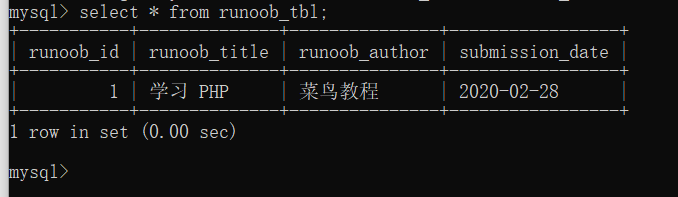 mysql> select * from runoob_tbl;
+-----------+--------------+---------------+-----------------+
| runoob_id | runoob_title | runoob_author | submission_date |
+-----------+--------------+---------------+-----------------+
|         1 | 学习 PHP     | 菜鸟教程      | 2020-02-28      |
+-----------+--------------+---------------+-----------------+
1 row in set (0.00 sec)
mysql>